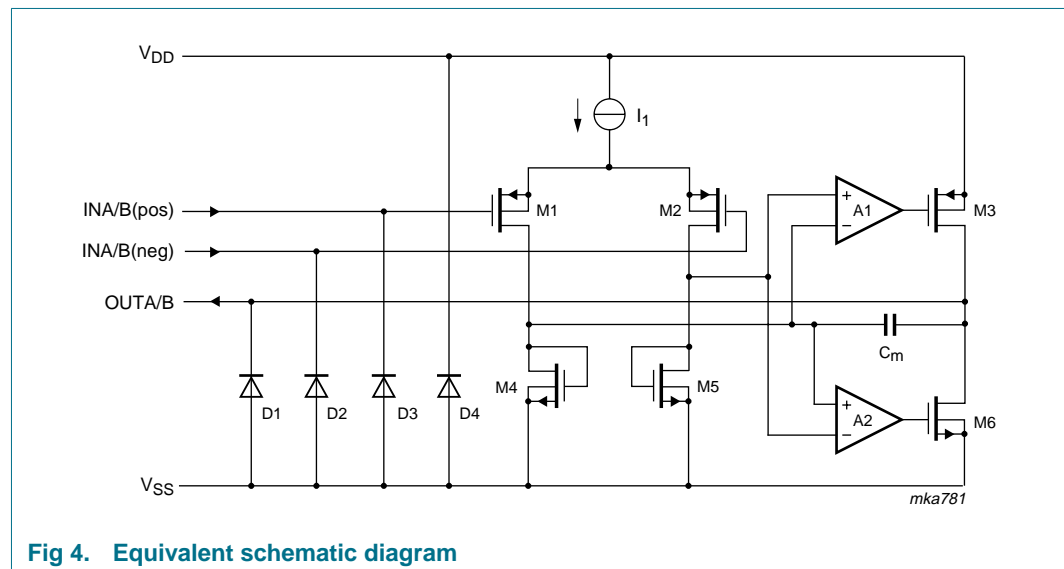 VDD
I1
INA/B(pos)
M1
M2
+
A1
−
M3
INA/B(neg)
OUTA/B
Cm
M4
M5
D1
D2
D3
D4
+
A2
−
M6
VSS
mka781
Fig 4. Equivalent schematic diagram